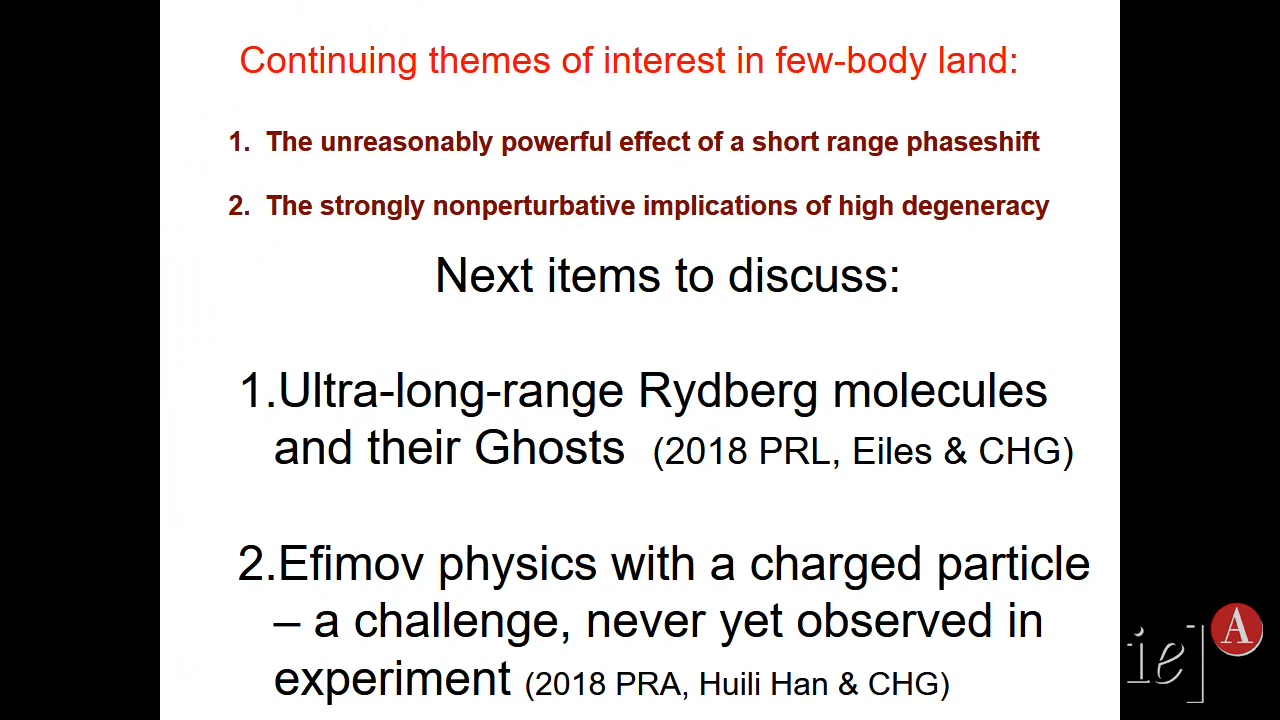 Continuing themes of interest in few-body land:
1. The unreasonably powerful effect of a short range phaseshift
2. The strongly nonperturbative implications of high degeneracy
Next items to discuss:
1.Ultra-long-range Rydberg molecules
and their Ghosts (2018 PRL, Eiles & CHG)
2.Efimov physics with a charged particle
– a challenge, never yet observed in
experiment (2018 PRA, Huili Han & CHG)
A
ie]